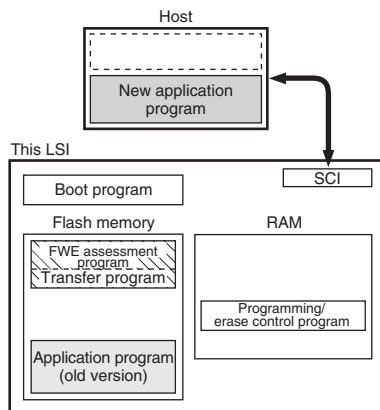 Host
New application
program
This LSI
SCI
Boot program
Flash memory
RAM
FWE assessment
program
Transfer program
Programming/
erase control program
Application program
(old version)